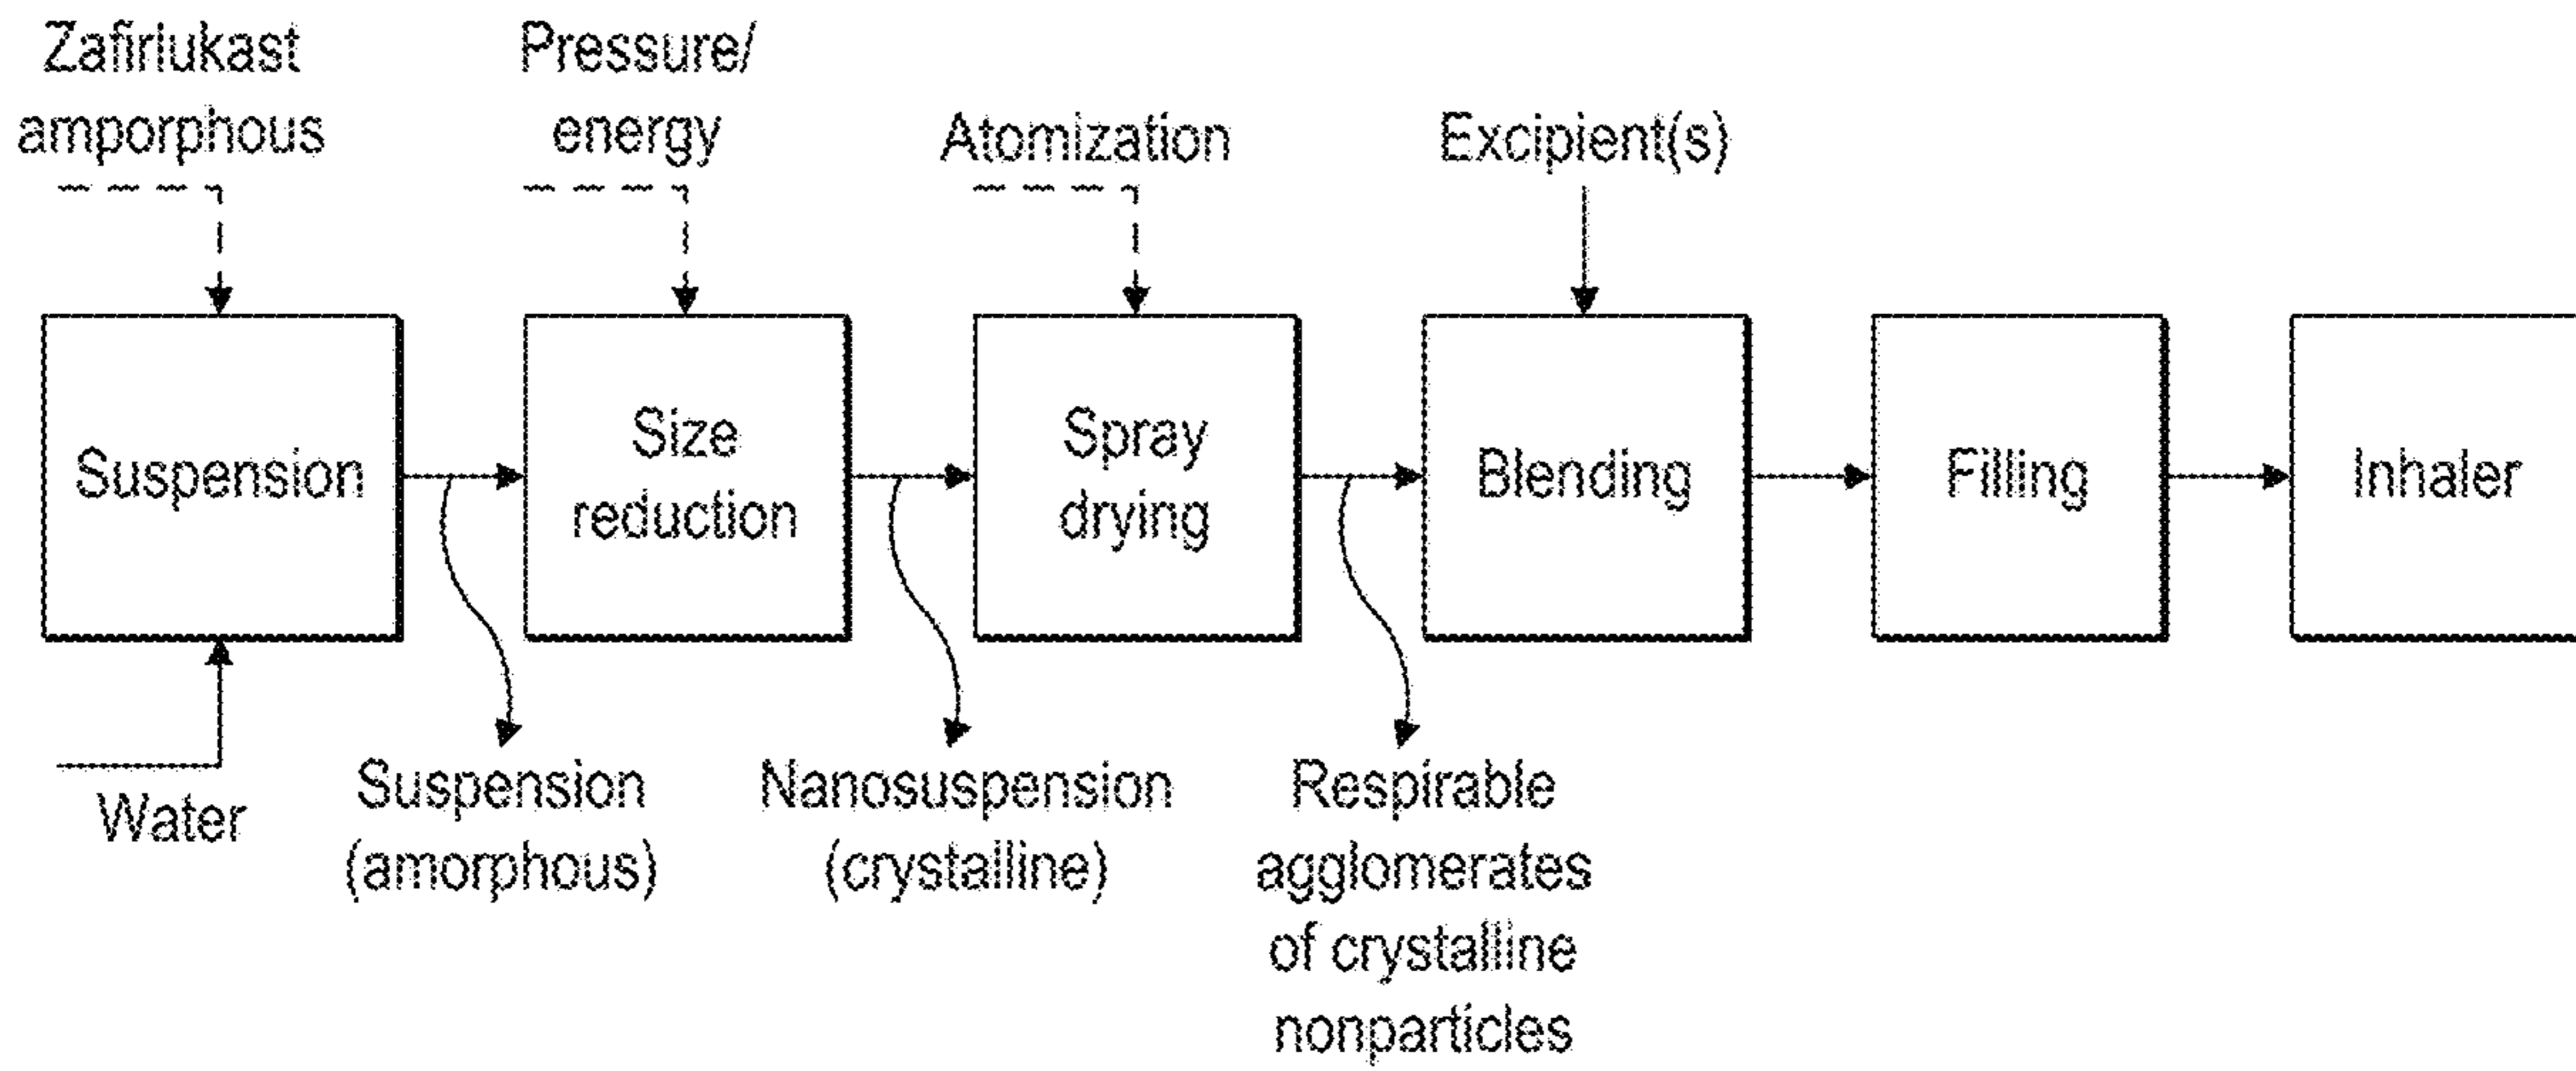 Zafirlukast
amporphous
Pressure/
energy
Atomization
Excipient(s)
Suspension
Size
reduction
Spray
drying
Blending
Filling
Inhaler
Water
Suspension
(amorphous)
Nanosuspension
(crystalline)
Respirable
agglomerates
of crystalline
nonparticles